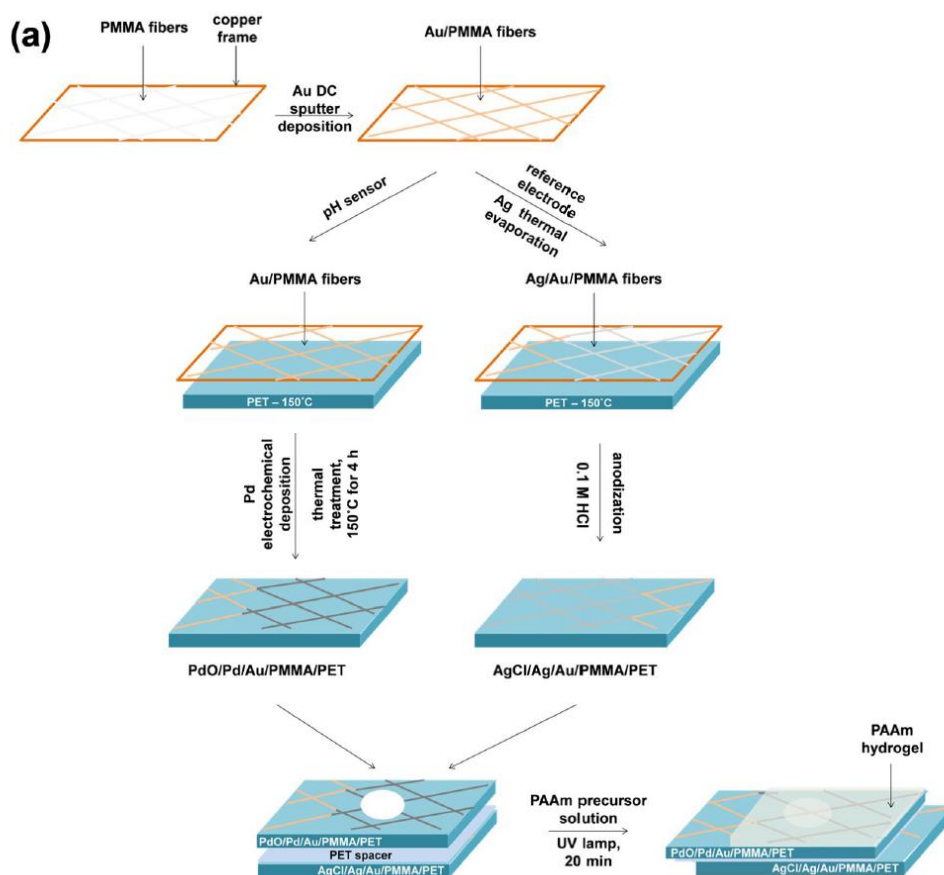 (a)
PMMA fibers
copper
frame
Au/PMMA fibers
Au DC
sputter
deposition
pH sensor
reference
electrode
Ag thermal
evaporation
Au/PMMA fibers
Ag/Au/PMMA fibers
PET – 150˚C
PET – 150˚C
Pd
electrochemical
deposition
thermal
treatment,
150˚C for 4 h
anodization
0.1 M HCl
PdO/Pd/Au/PMMA/PET
AgCl/Ag/Au/PMMA/PET
PAAm
hydrogel
PdO/Pd/Au/PMMA/PET
PET spacer
AgCl/Ag/Au/PMMA/PET
PAAm precursor
solution
UV lamp,
20 min
PdO/Pd/Au/PMMA/PET
AgCl/Ag/Au/PMMA/PET